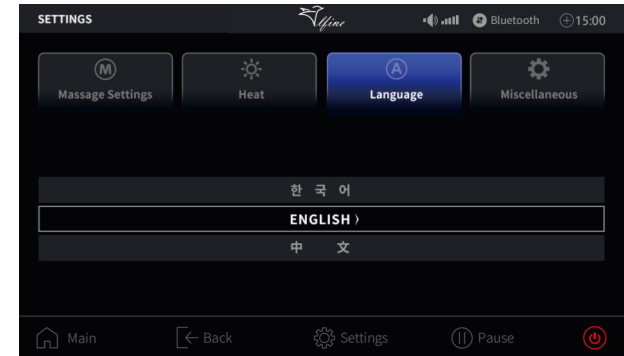 SETTINGS Alfine Bluetooth 15:00
Massage Settings Heat Language Miscellaneous
한 국 어
ENGLISH
中 文
Main Back Settings Pause